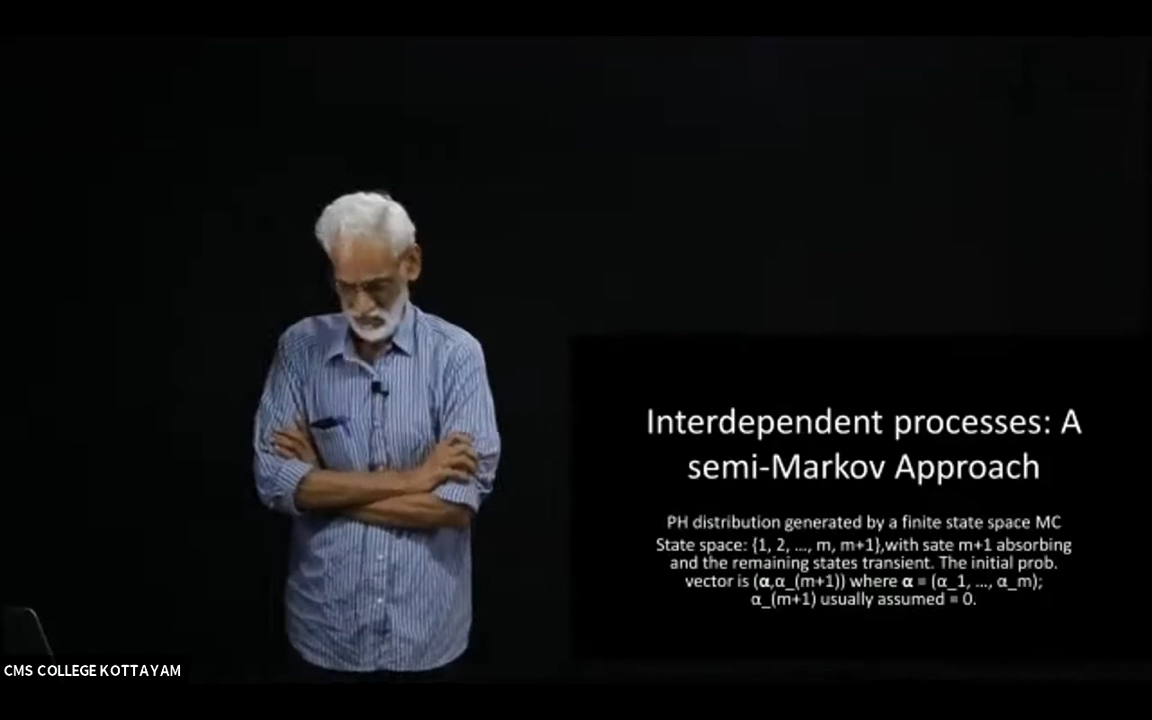 Interdependent processes: A
semi-Markov Approach
PH distribution generated by a finite state space MC
State space: {1, 2, ..., m, m+1},with sate m+1 absorbing
and the remaining states transient. The initial prob.
vector is (α,α_(m+1)) where α = (α_1, ..., α_m);
α_(m+1) usually assumed = 0.
CMS COLLEGE KOTTAYAM